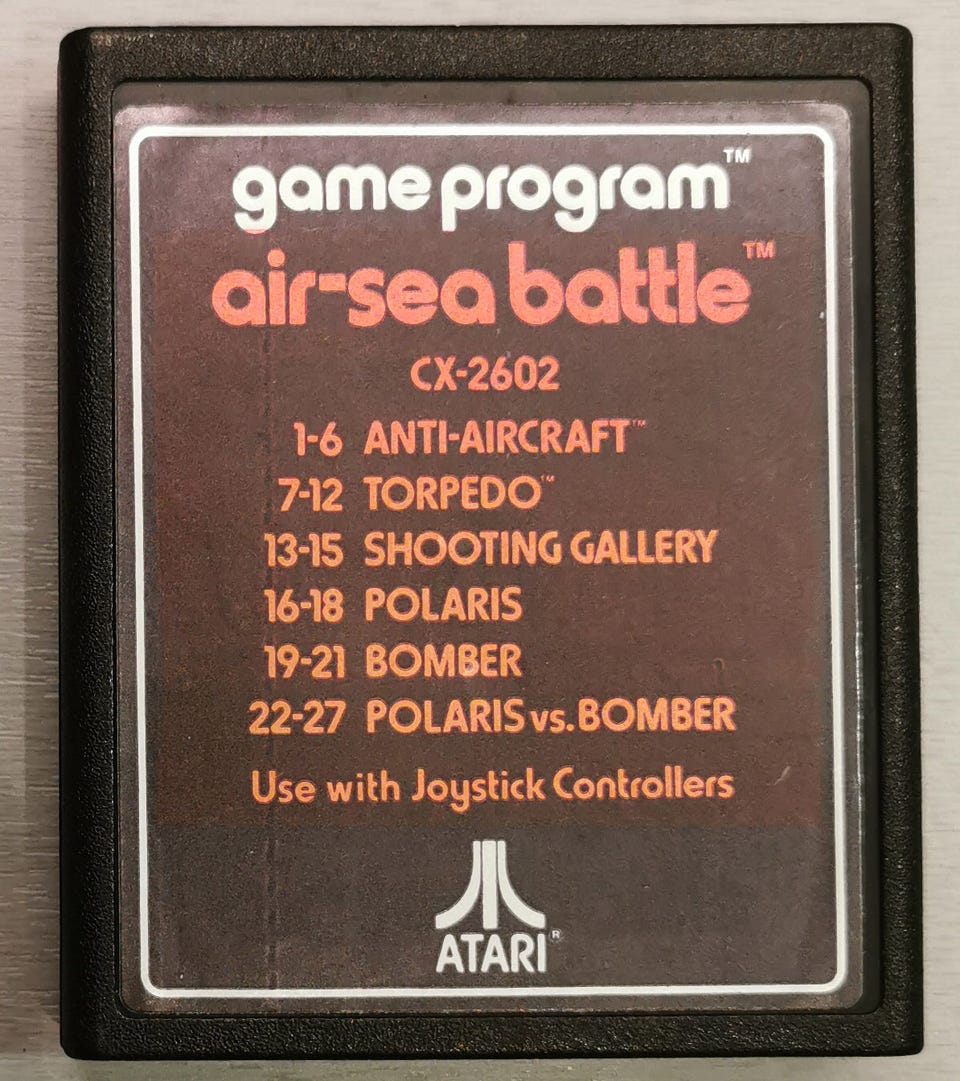 game program™
air-sea battle™
CX-2602
1-6 ANTI-AIRCRAFT™
7-12 TORPEDO™
13-15 SHOOTING GALLERY
16-18 POLARIS
19-21 BOMBER
22-27 POLARIS vs. BOMBER
Use with Joystick Controllers
ATARI®